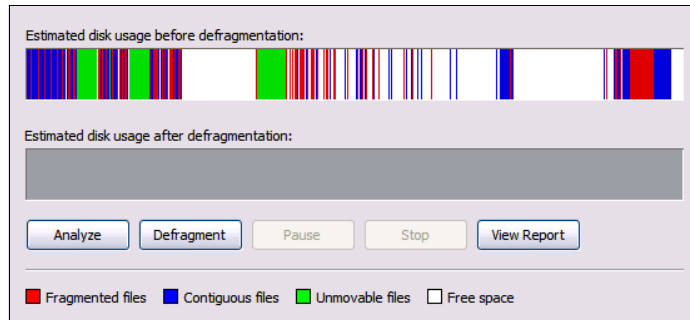 Estimated disk usage before defragmentation:
Estimated disk usage after defragmentation:
Analyze Defragment Pause Stop View Report
Fragmented files Contiguous files Unmovable files Free space